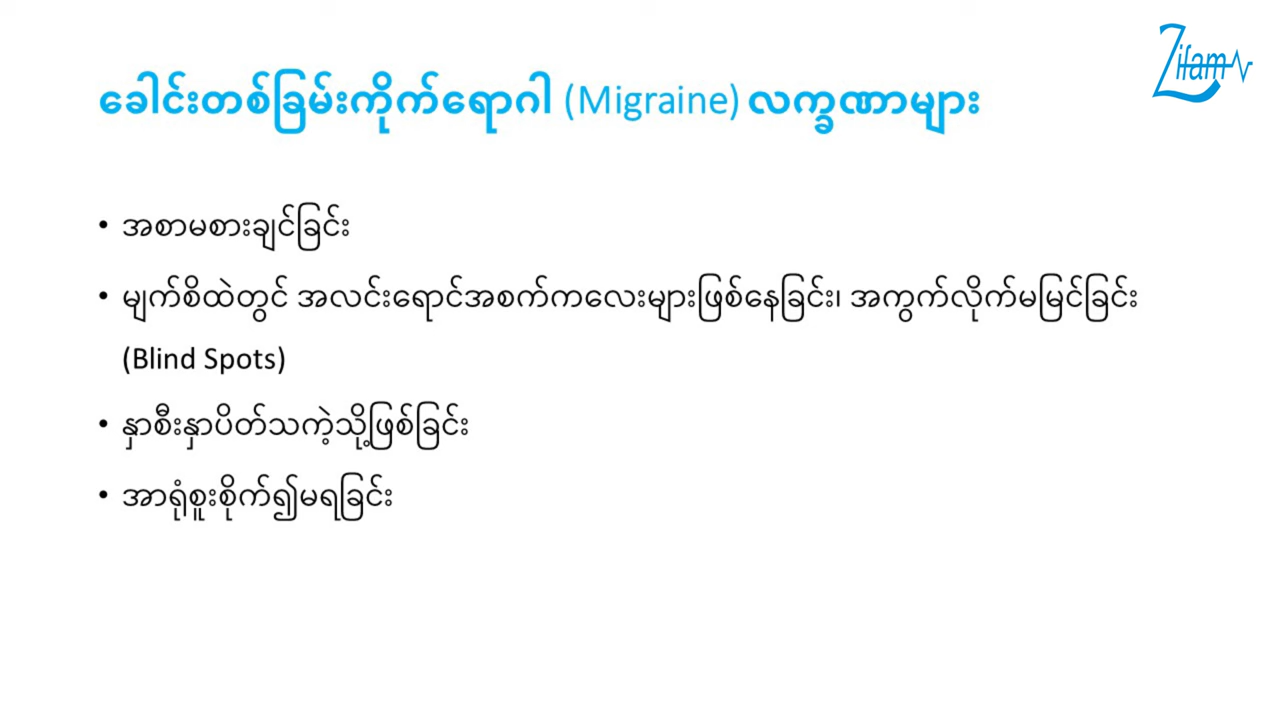 Zifam
ခေါင်းတစ်ခြမ်းကိုက်ရောဂါ (Migraine) လက္ခဏာများ
• အစာမစားချင်ခြင်း
• မျက်စိထဲတွင် အလင်းရောင်အစက်ကလေးများဖြစ်နေခြင်း၊ အကွက်လိုက်မမြင်ခြင်း
(Blind Spots)
• နှာစီးနှာပိတ်သကဲ့သို့ဖြစ်ခြင်း
• အာရုံစူးစိုက်၍မရခြင်း